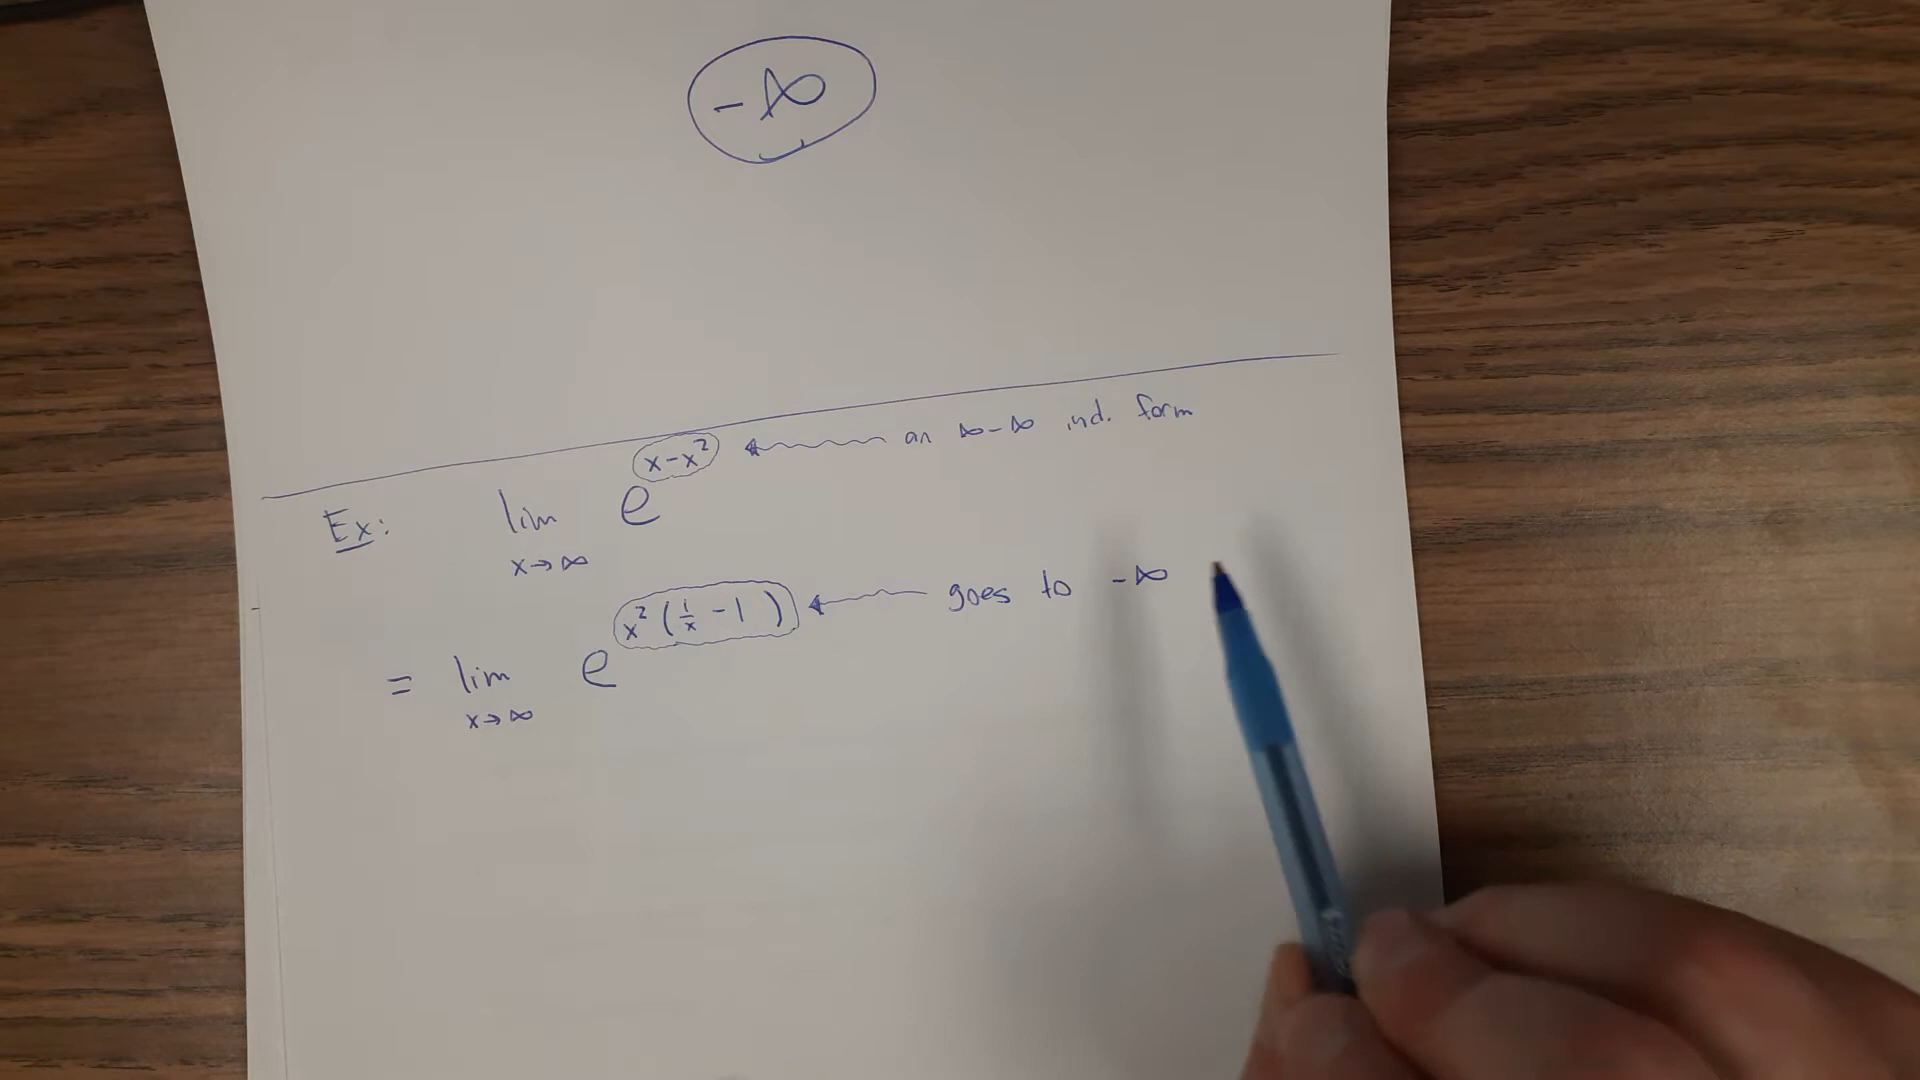 -∞
Ex: lim x→∞ e^(x-x²) ← an ∞-∞ ind. form
= lim x→∞ e^(x²(1/x -1)) ← goes to -∞